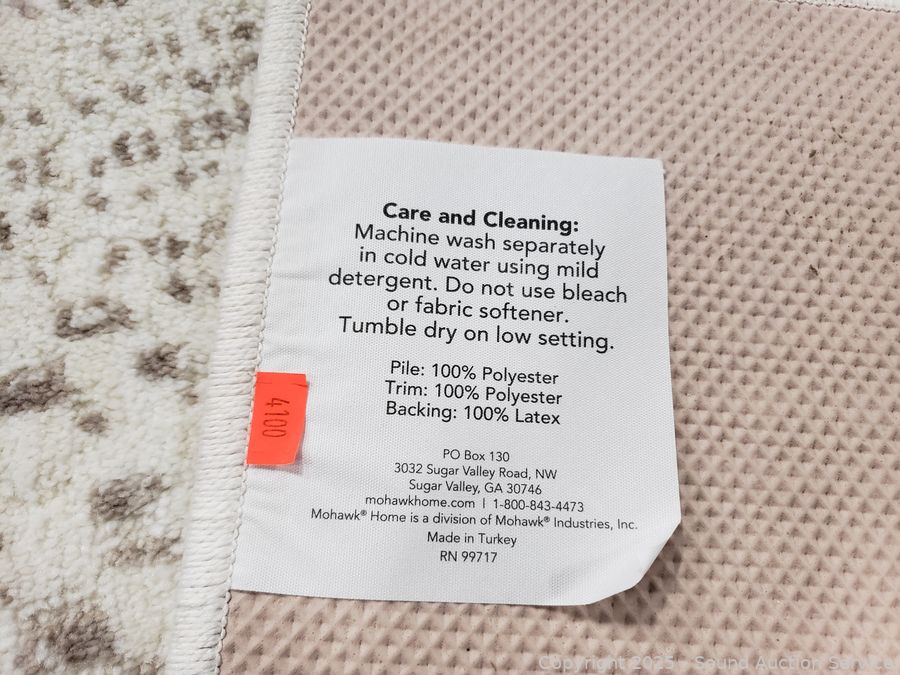 Care and Cleaning:
Machine wash separately
in cold water using mild
detergent. Do not use bleach
or fabric softener.
Tumble dry on low setting.
Pile: 100% Polyester
Trim: 100% Polyester
Backing: 100% Latex
4100
PO Box 130
3032 Sugar Valley Road, NW
Sugar Valley, GA 30746
mohawkhome.com | 1-800-843-4473
Mohawk® Home is a division of Mohawk® Industries, Inc.
Made in Turkey
RN 99717
Copyright 2025 - Sound Auction Service